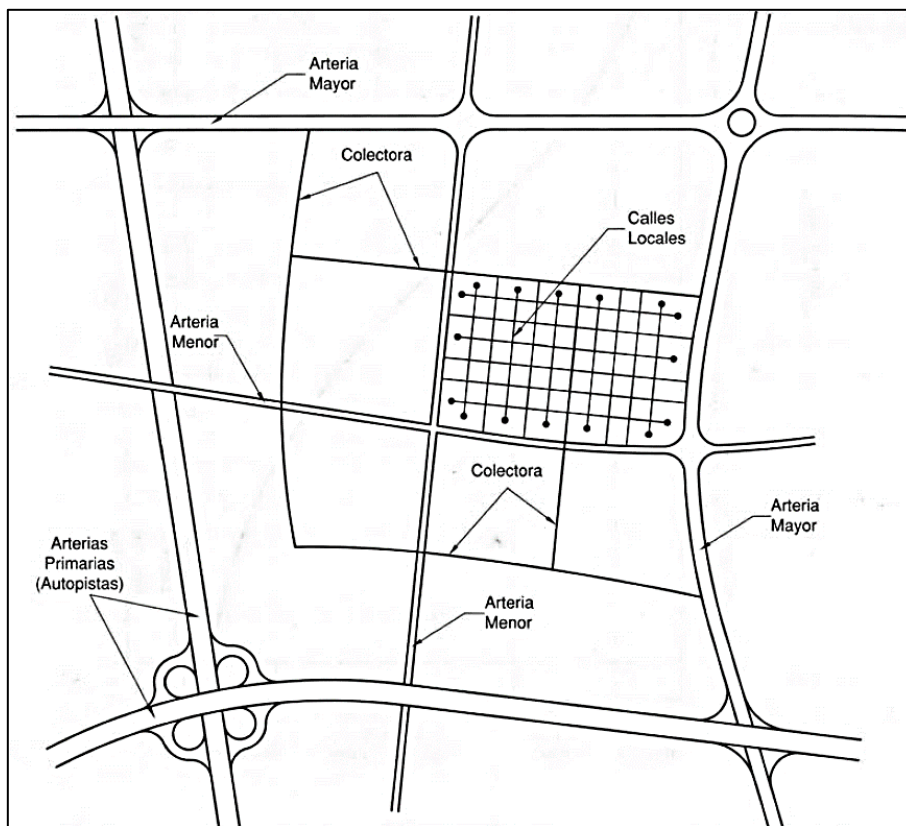 Arteria
Mayor
Colectora
Calles
Locales
Arteria
Menor
Colectora
Arteria
Mayor
Arterias
Primarias
(Autopistas)
Arteria
Menor